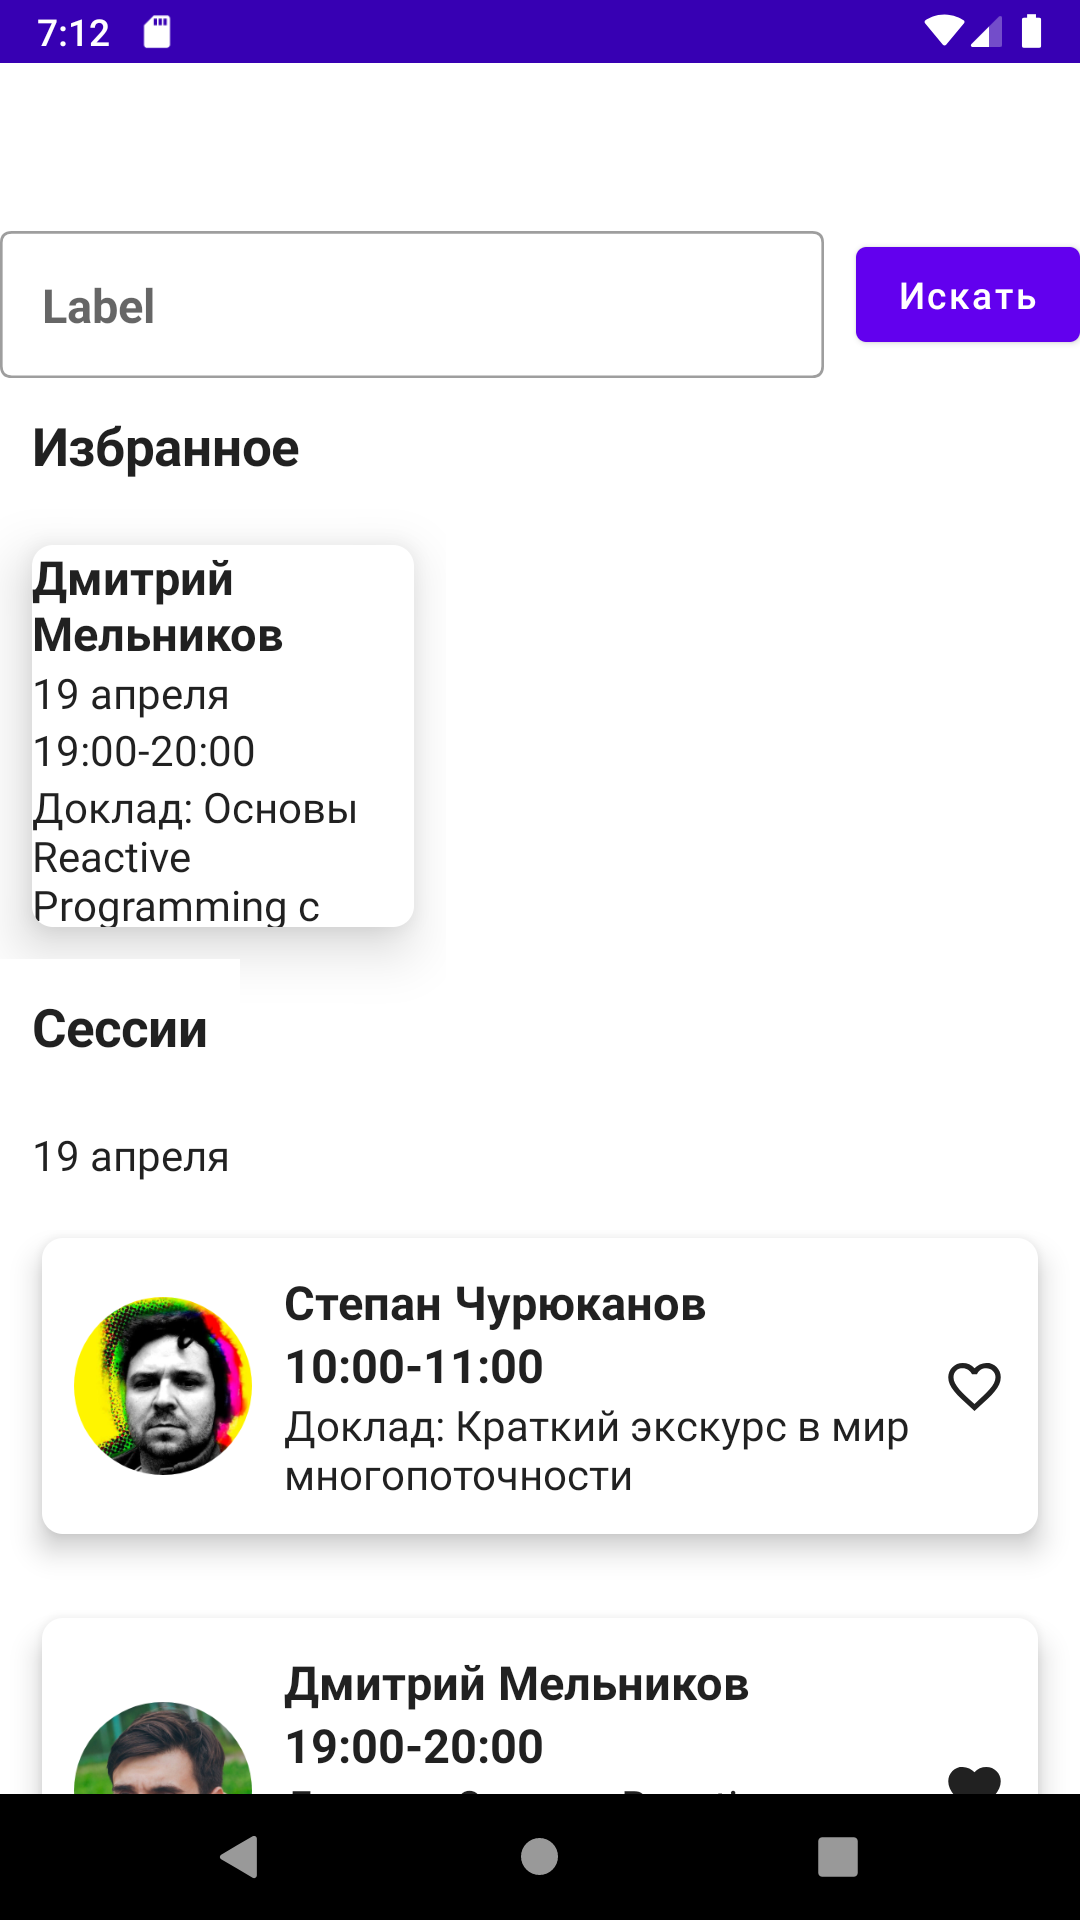 7:12
Label
Искать
Избранное
Дмитрий
Мельников
19 апреля
19:00-20:00
Доклад: Основы
Reactive
Programming с
Сессии
19 апреля
Степан Чурюканов
10:00-11:00
Доклад: Краткий экскурс в мир
многопоточности
Дмитрий Мельников
19:00-20:00